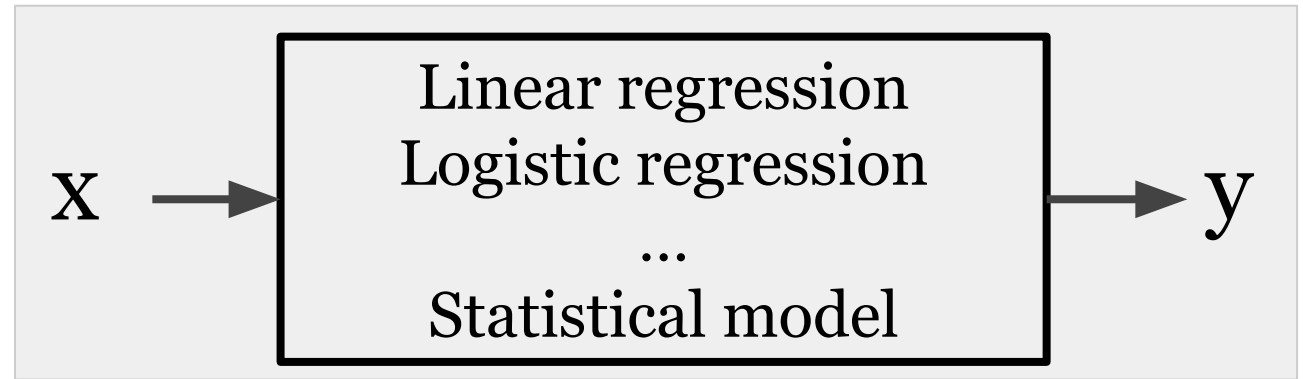 Linear regression
Logistic regression
x
y
...
Statistical model